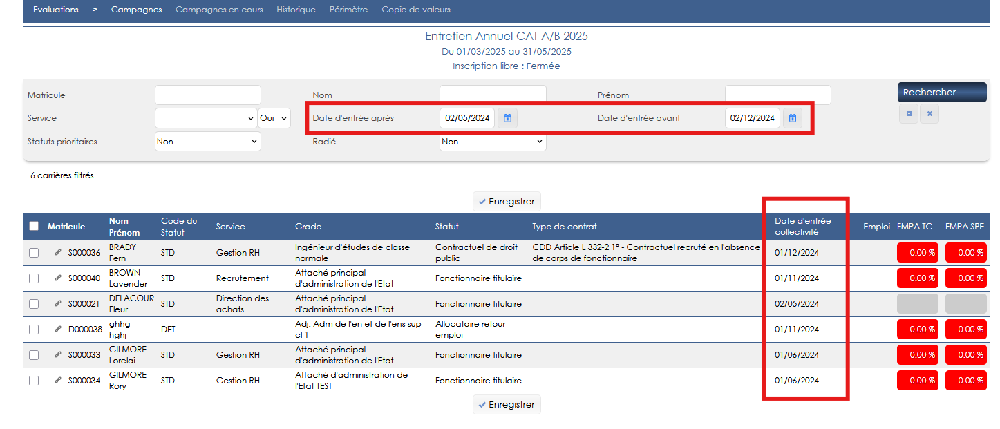 Evaluations > Campagnes Campagnes en cours Historique Périmètre Copie de valeurs
Entretien Annuel CAT A/B 2025
Du 01/03/2025 au 31/05/2025
Inscription libre : Fermée
Matricule Nom Prénom Rechercher
Service Oui Date d'entrée après 02/05/2024 Date d'entrée avant 02/12/2024
Statuts prioritaires Non Radié Non
6 carrières filtrés
Enregistrer
Matricule Nom Prénom Code du Statut Service Grade Statut Type de contrat Date d'entrée collectivité Emploi FMPA TC FMPA SPE
S000036 BRADY Fern STD Gestion RH Ingénieur d'études de classe normale Contractuel de droit public CDD Article L 332-2 1° - Contractuel recruté en l'absence de corps de fonctionnaire 01/12/2024 0.00 % 0.00 %
S000040 BROWN Lavender STD Recrutement Attaché principal d'administration de l'Etat Fonctionnaire titulaire 01/11/2024 0.00 % 0.00 %
S000021 DELACOUR Fleur STD Direction des achats Attaché principal d'administration de l'Etat Fonctionnaire titulaire 02/05/2024
D000038 ghhg hghj DET Adj. Adm de l'en et de l'ens sup cl 1 Allocataire retour emploi 01/11/2024 0.00 % 0.00 %
S000033 GILMORE Lorelai STD Gestion RH Attaché principal d'administration de l'Etat Fonctionnaire titulaire 01/06/2024 0.00 % 0.00 %
S000034 GILMORE Rory STD Gestion RH Attaché d'administration de l'Etat TEST Fonctionnaire titulaire 01/06/2024 0.00 % 0.00 %
Enregistrer